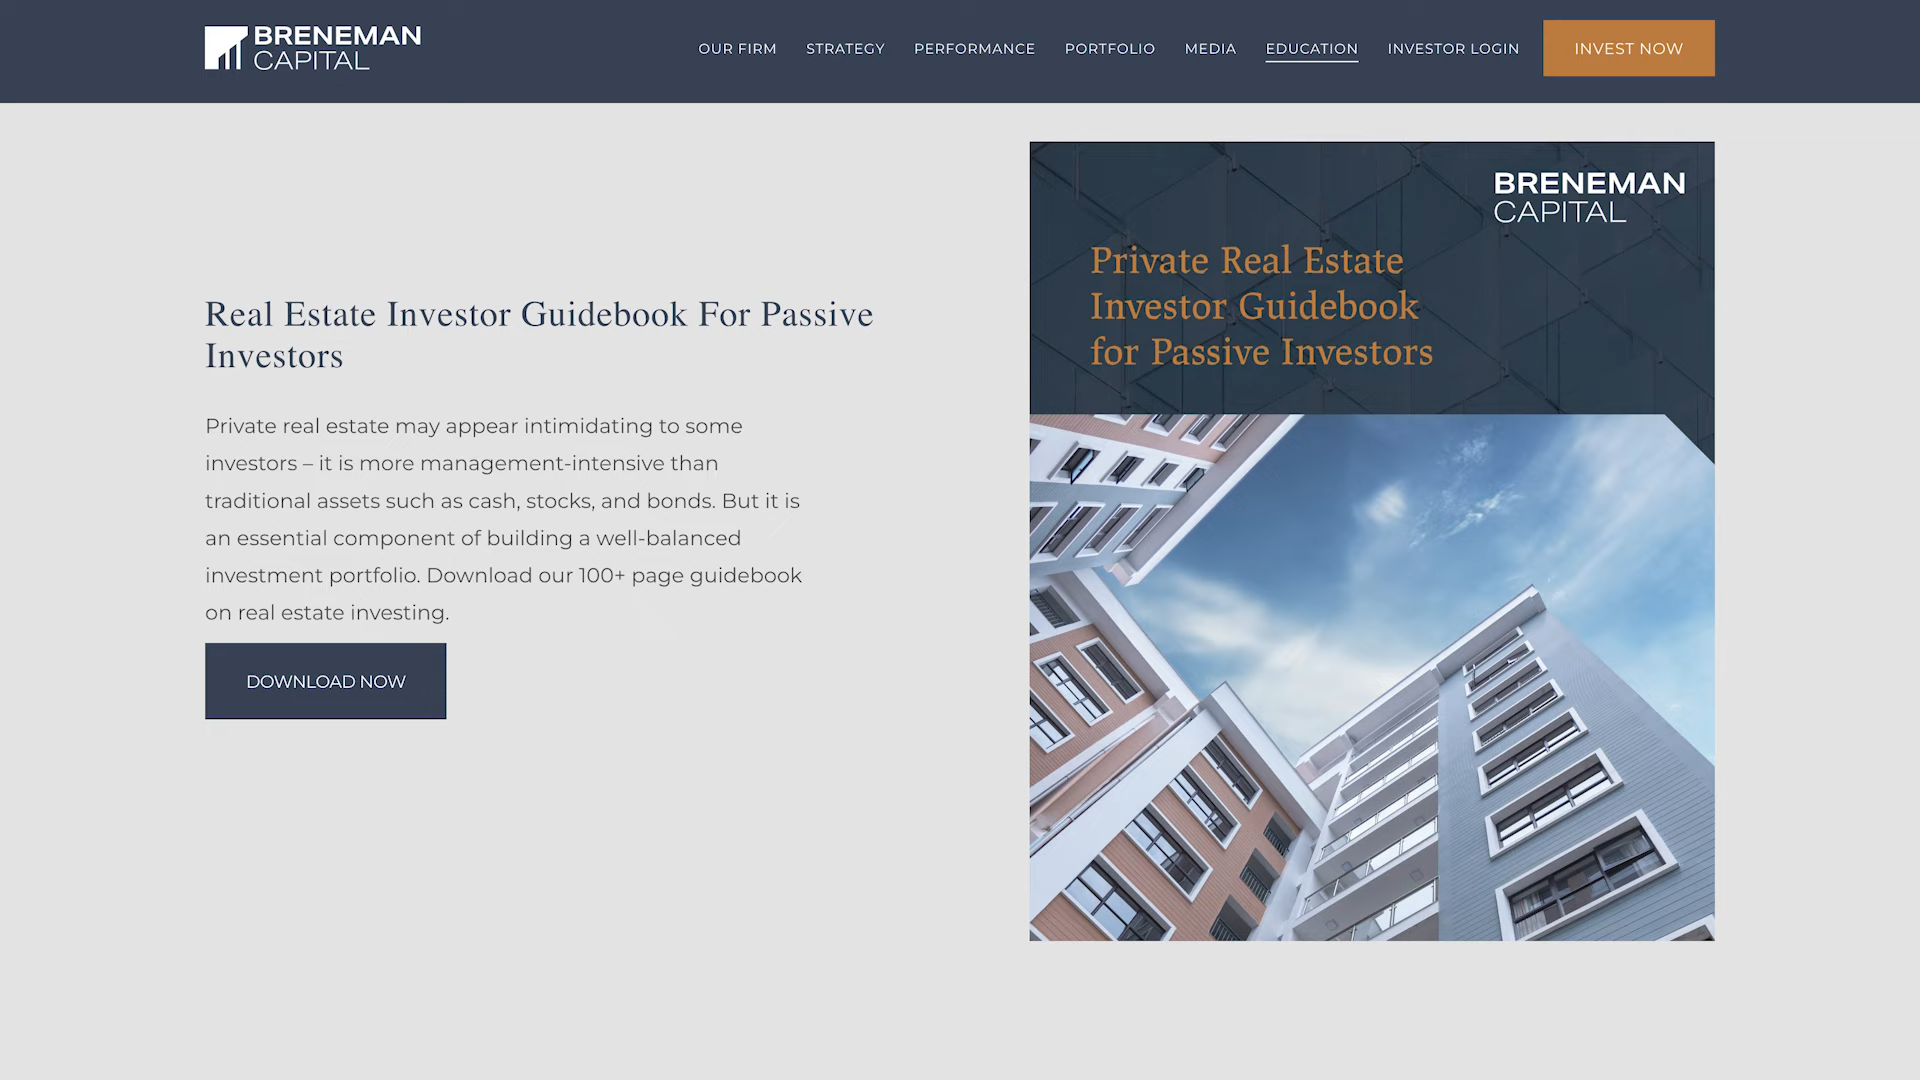 BRENEMAN
CAPITAL
OUR FIRM
STRATEGY
PERFORMANCE
PORTFOLIO
MEDIA
EDUCATION
INVESTOR LOGIN
INVEST NOW
Real Estate Investor Guidebook For Passive
Investors
Private real estate may appear intimidating to some
investors – it is more management-intensive than
traditional assets such as cash, stocks, and bonds. But it is
an essential component of building a well-balanced
investment portfolio. Download our 100+ page guidebook
on real estate investing.
DOWNLOAD NOW
BRENEMAN
CAPITAL
Private Real Estate
Investor Guidebook
for Passive Investors